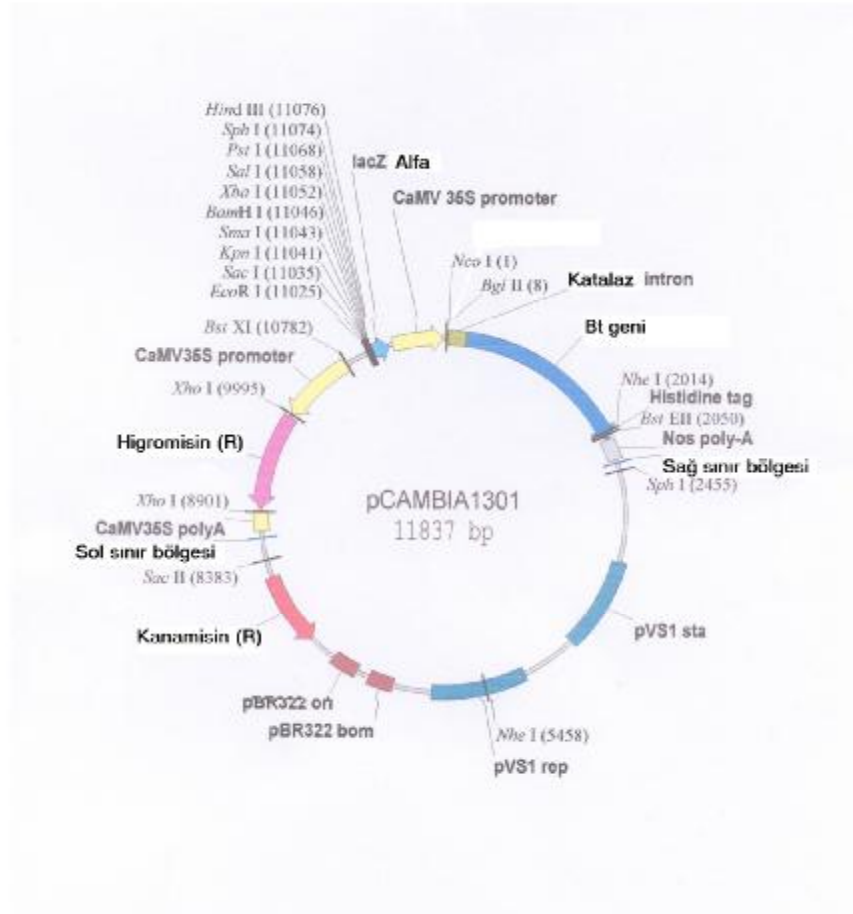 Hind III (11076)
Sph I (11074)
Pst I (11068)
Sal I (11058)
Xba I (11052)
BamH I (11046)
Sma I (11043)
Kpn I (11041)
Sac I (11035)
EcoR I (11025)
lacZ Alfa
CaMV 35S promoter
Nco I (1)
Bgl II (8)
Katalaz intron
Bt geni
Bst XI (10782)
CaMV35S promoter
Xho I (9995)
Nhe I (2014)
Histidine tag
Bst EII (2050)
Nos poly-A
Sağ sınır bölgesi
Sph I (2455)
Higromisin (R)
pCAMBIA1301
11837 bp
Xho I (8901)
CaMV35S polyA
Sol sınır bölgesi
Sac II (8383)
Kanamisin (R)
pVS1 sta
pBR322 ori
pBR322 bom
Nhe I (5458)
pVS1 rep